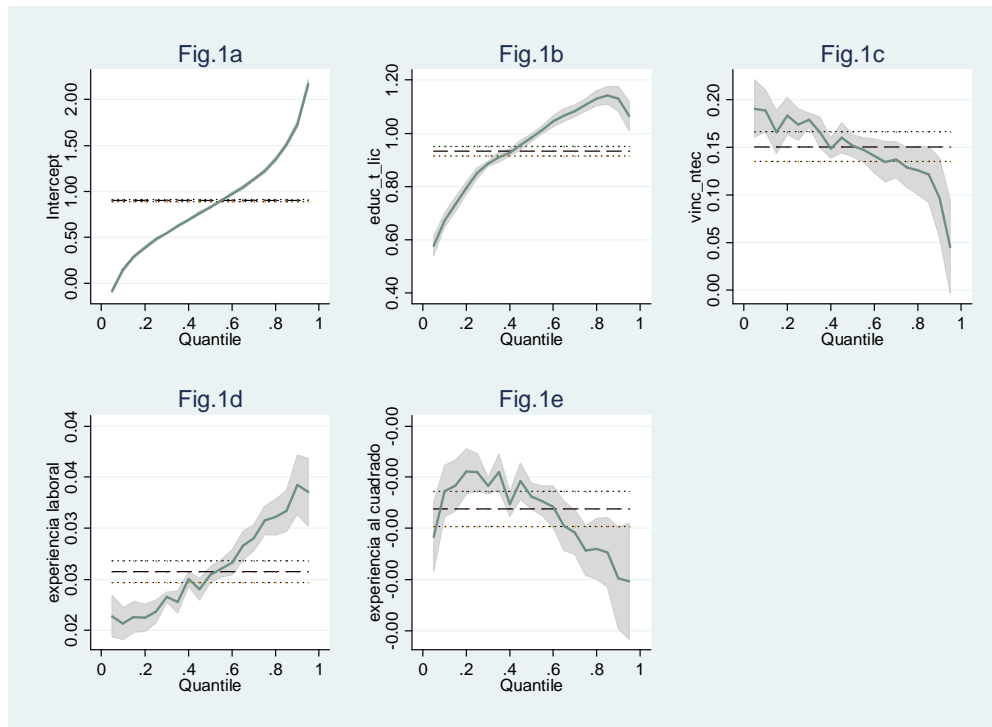 Fig.1a
Intercept
2.00
1.50
1.00
0.50
0.00
0 .2 .4 .6 .8 1
Quantile
Fig.1b
educ_t_lic
1.20
1.00
0.80
0.60
0.40
0 .2 .4 .6 .8 1
Quantile
Fig.1c
vinc_ntec
0.20
0.15
0.10
0.05
0.00
0 .2 .4 .6 .8 1
Quantile
Fig.1d
experiencia laboral
0.04
0.04
0.03
0.03
0.02
0 .2 .4 .6 .8 1
Quantile
Fig.1e
experiencia al cuadrado
-0.00
-0.00
-0.00
-0.00
-0.00
0 .2 .4 .6 .8 1
Quantile